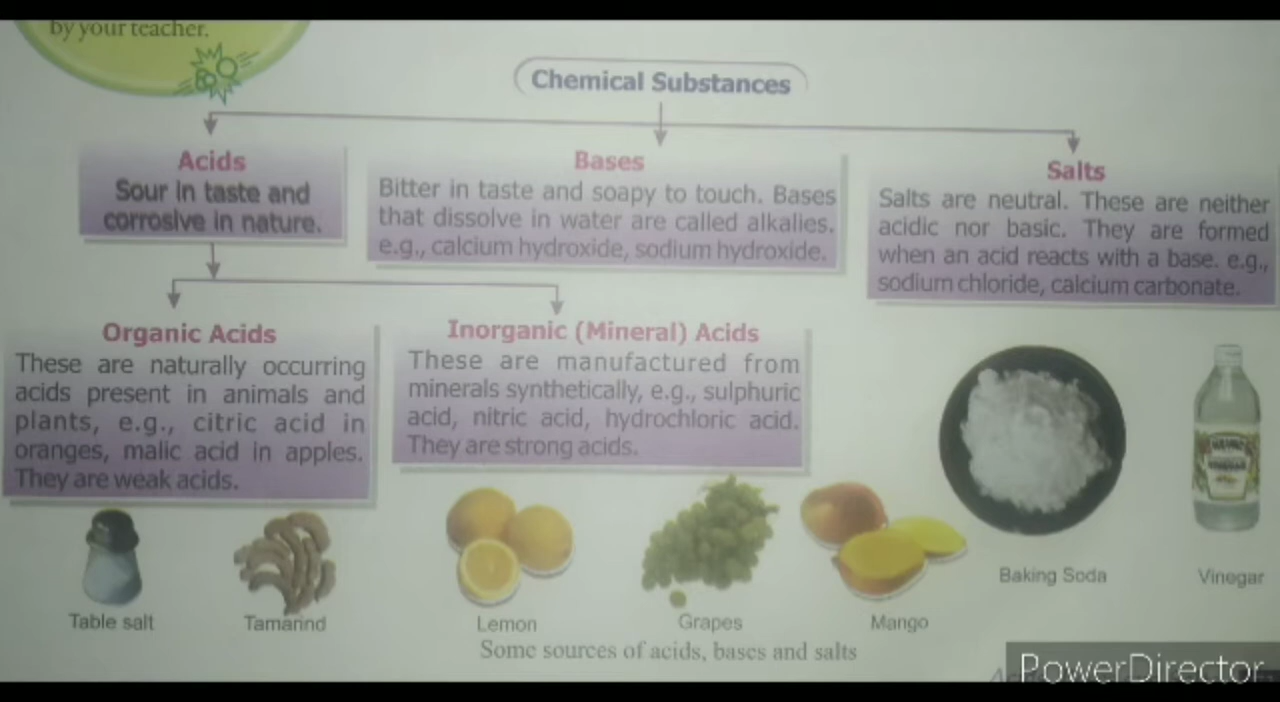 by your teacher.
Chemical Substances
Acids
Sour in taste and
corrosive in nature.
Bases
Bitter in taste and soapy to touch. Bases
that dissolve in water are called alkalies.
e.g., calcium hydroxide, sodium hydroxide.
Salts
Salts are neutral. These are neither
acidic nor basic. They are formed
when an acid reacts with a base. e.g.,
sodium chloride, calcium carbonate.
Organic Acids
These are naturally occurring
acids present in animals and
plants, e.g., citric acid in
oranges, malic acid in apples.
They are weak acids.
Inorganic (Mineral) Acids
These are manufactured from
minerals synthetically, e.g., sulphuric
acid, nitric acid, hydrochloric acid.
They are strong acids.
Table salt
Tamarind
Lemon
Grapes
Mango
Baking Soda
Vinegar
Some sources of acids, bases and salts
PowerDirector